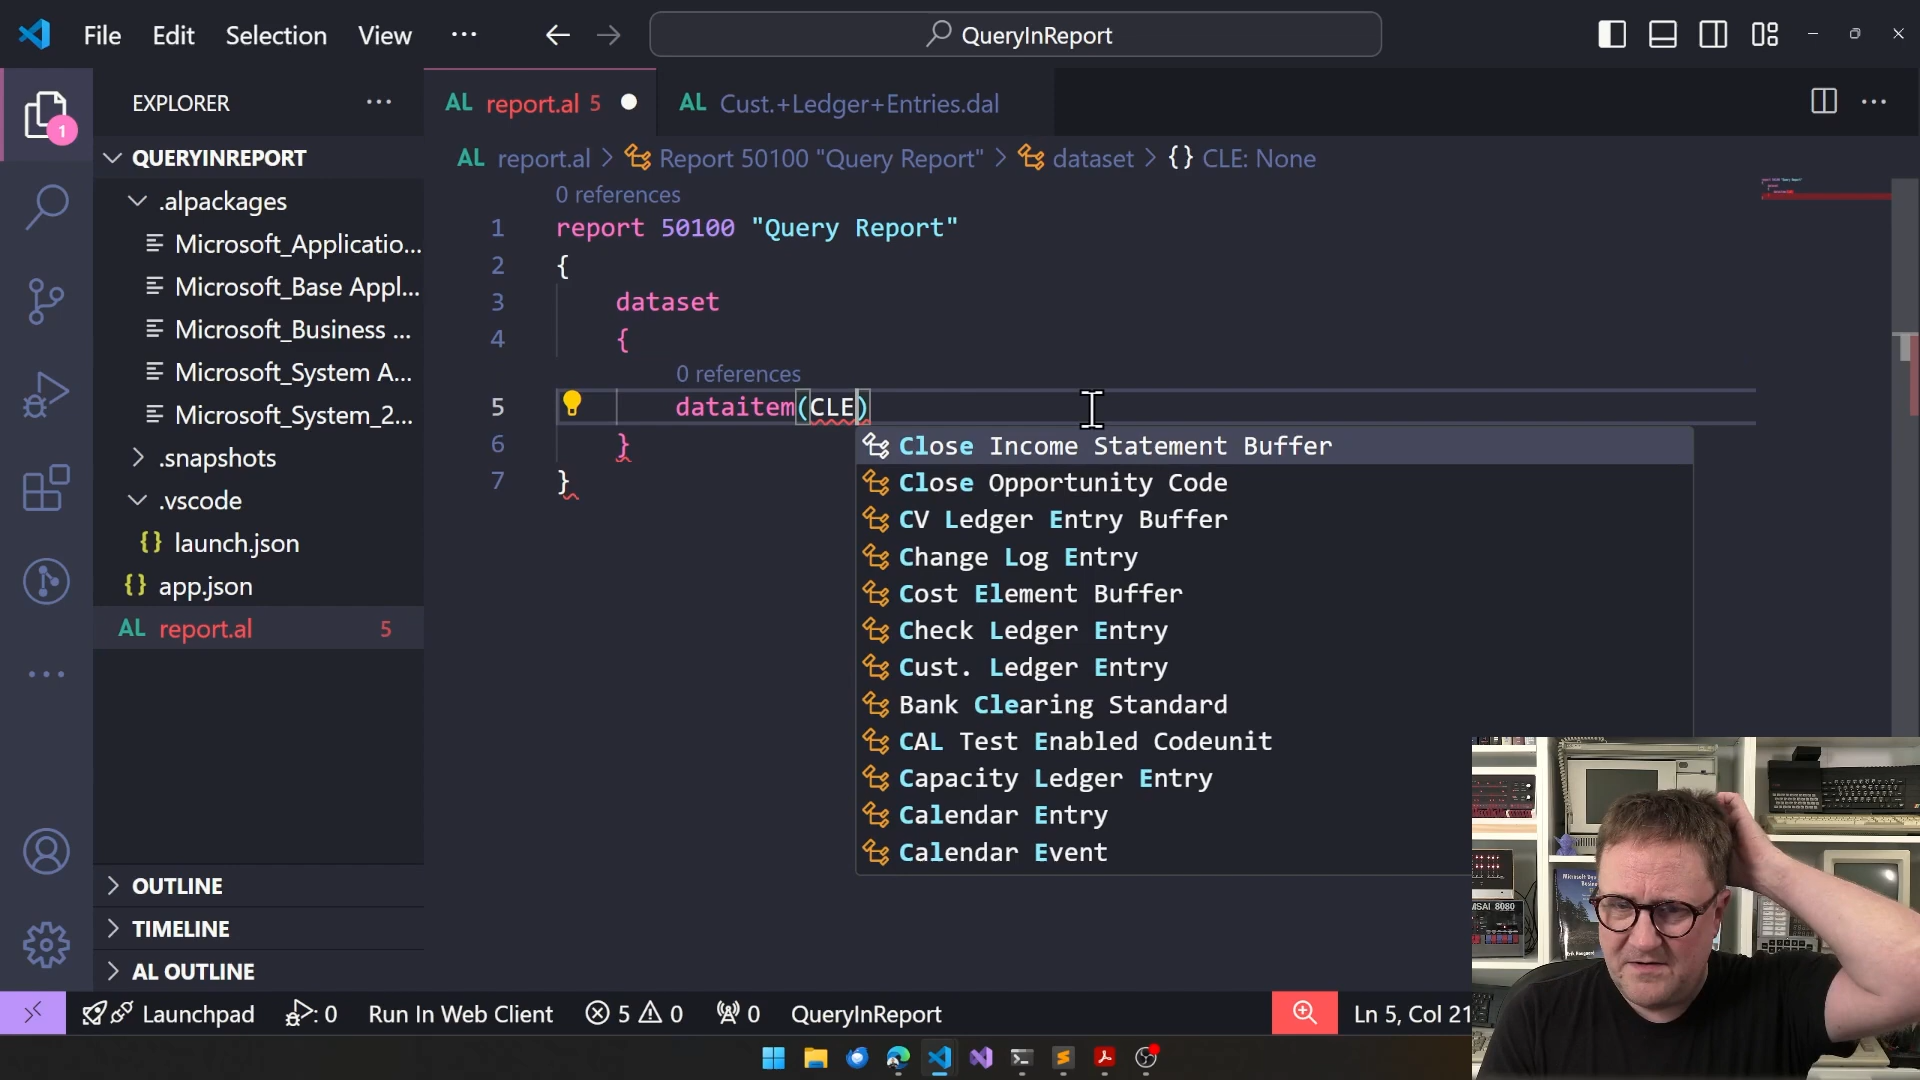 File Edit Selection View ··· QueryInReport
EXPLORER ···
AL report.al 5
AL Cust.+Ledger+Entries.dal
QUERYINREPORT
.alpackages
Microsoft_Applicatio...
Microsoft_Base Appl...
Microsoft_Business ...
Microsoft_System A...
Microsoft_System_2...
.snapshots
.vscode
{} launch.json
{} app.json
AL report.al 5
OUTLINE
TIMELINE
AL OUTLINE
1
AL report.al > Report 50100 "Query Report" > dataset > {} CLE: None
0 references
1 report 50100 "Query Report"
2 {
3 dataset
4 {
0 references
5 dataitem(CLE)
6 }
7 }
Close Income Statement Buffer
Close Opportunity Code
CV Ledger Entry Buffer
Change Log Entry
Cost Element Buffer
Check Ledger Entry
Cust. Ledger Entry
Bank Clearing Standard
CAL Test Enabled Codeunit
Capacity Ledger Entry
Calendar Entry
Calendar Event
Launchpad : 0 Run In Web Client 5 0 0 QueryInReport Ln 5, Col 21